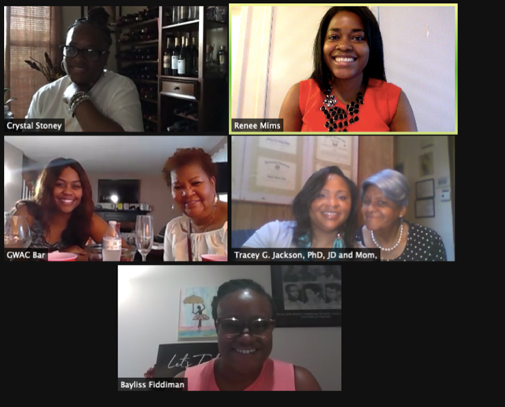 Crystal Stoney
Renee Mims
GWAC Bar
Tracey G. Jackson, PhD, JD and Mom,
Bayliss Fiddiman
Let's T